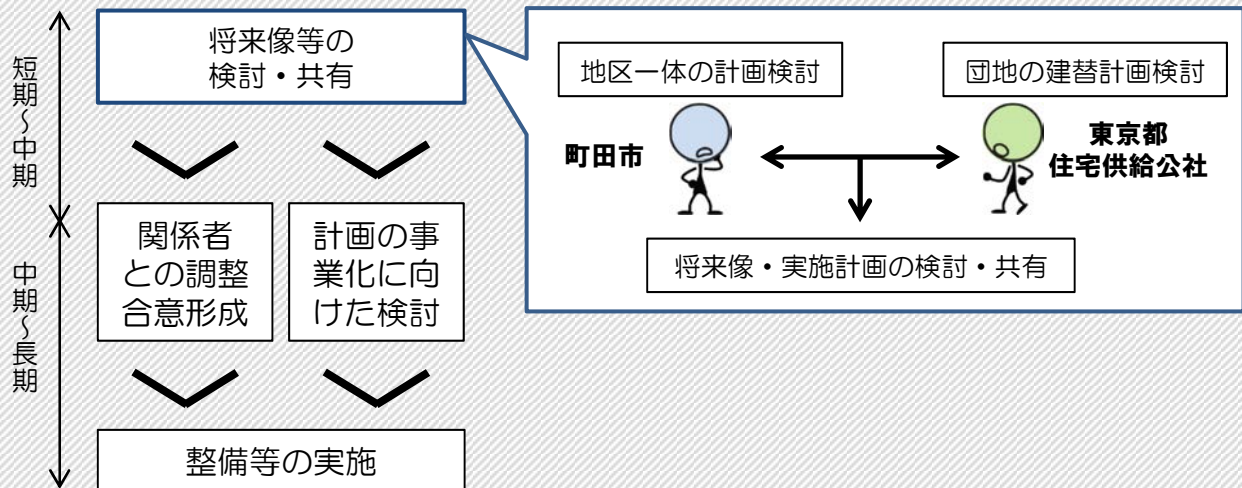 短期～中期
将来像等の
検討・共有
地区一体の計画検討
団地の建替計画検討
町田市
東京都
住宅供給公社
将来像・実施計画の検討・共有
中期～長期
関係者
との調整
合意形成
計画の事
業化に向
けた検討
整備等の実施